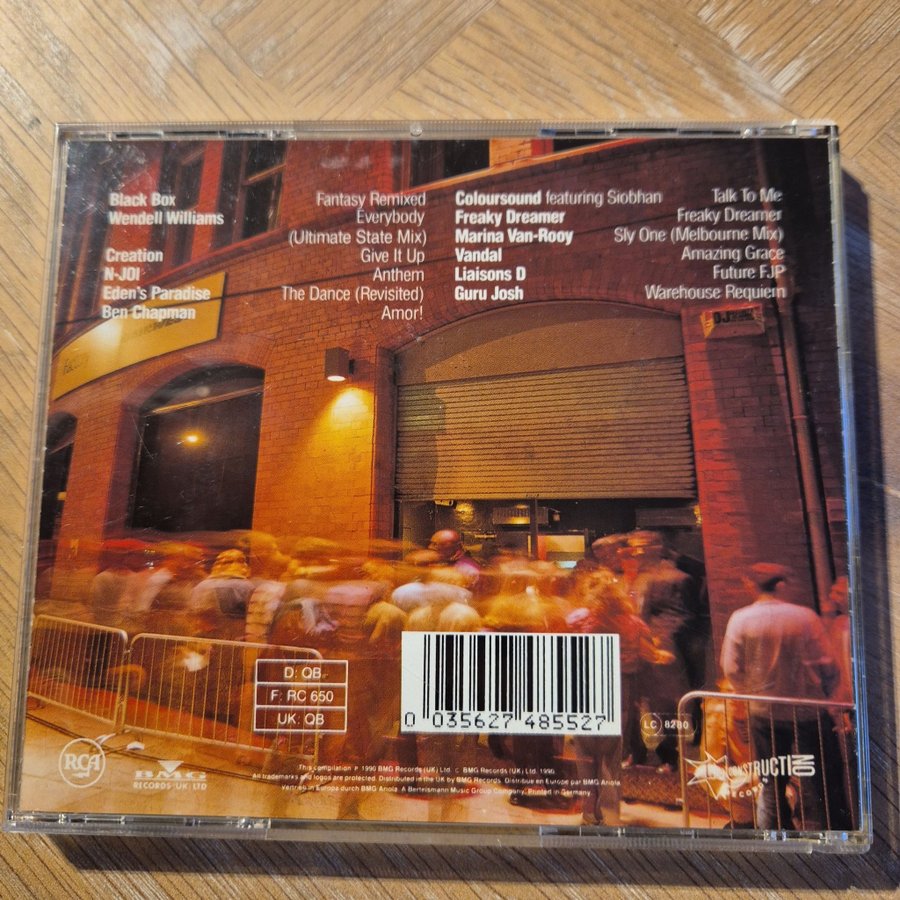 Black Box Fantasy Remixed
Wendell Williams Everybody
(Ultimate State Mix)
Creation Give It Up
N-JOI Anthem
Eden's Paradise The Dance (Revisited)
Ben Chapman Amor!
Coloursound featuring Siobhan Talk To Me
Freaky Dreamer Freaky Dreamer
Marina Van-Rooy Sly One (Melbourne Mix)
Vandal Amazing Grace
Liaisons D Future FJP
Guru Josh Warehouse Requiem
D: QB
F: RC 650
UK: QB
0 035627 485527
LC 8280
RCA
BMG
RECORDS UK LTD
This compilation P 1990 BMG Records (UK) Ltd. C BMG Records (UK) Ltd. 1990.
All trademarks and logos are protected. Distributed in the UK by BMG Records. Distribue en Europe par BMG Ariola.
Vertrieb in Europa durch BMG Ariola. A Bertelsmann Music Group Company. Printed in Germany.
RECORDS